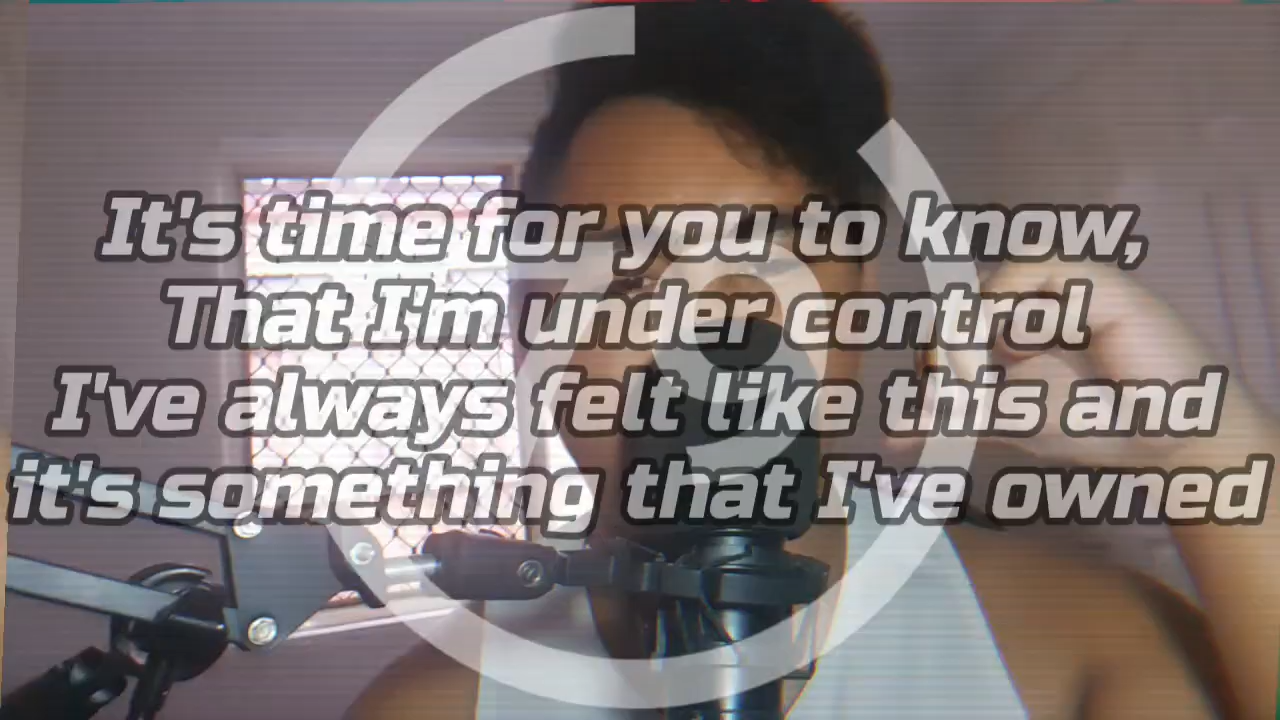 It's time for you to know,
That I'm under control
I've always felt like this and
it's something that I've owned